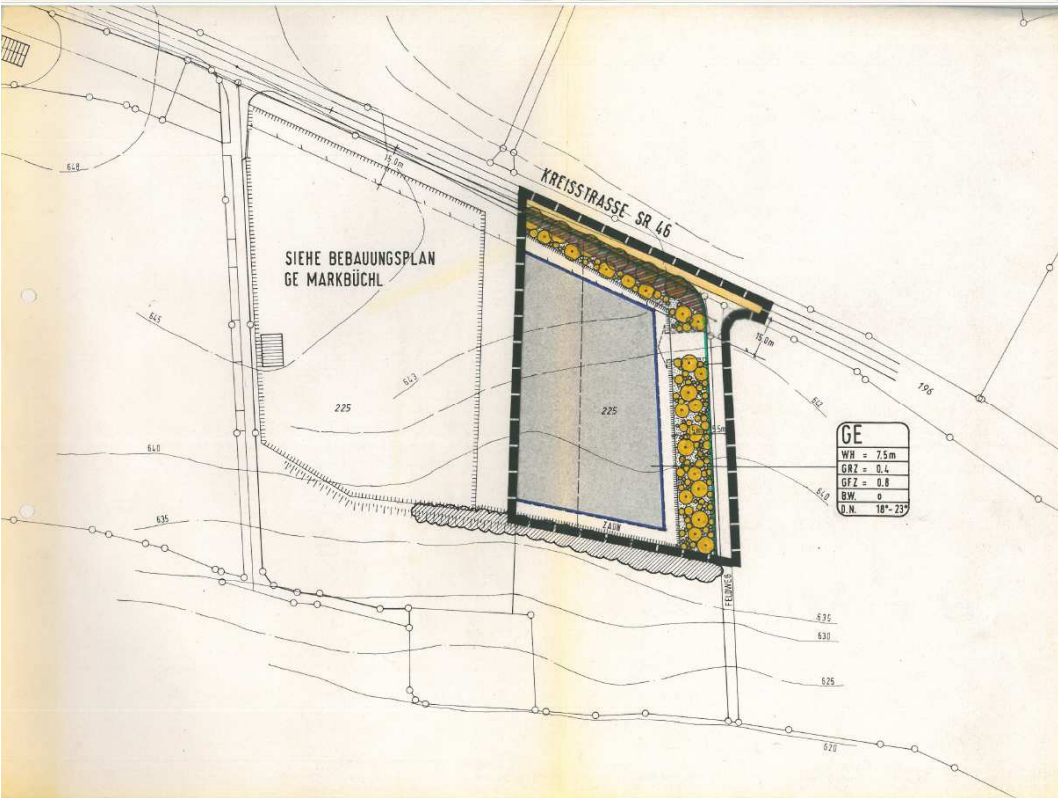 648
15.0m
KREISSTRASSE SR 46
SIEHE BEBAUUNGSPLAN
GE MARKBÜCHL
645
643
15.0m
196
642
225
225
GE
WH = 7.5m
GRZ = 0.4
GFZ = 0.8
BW. o
D.N. 18°-23°
640
640
635
ZAUN
FELDWEG
635
630
625
620